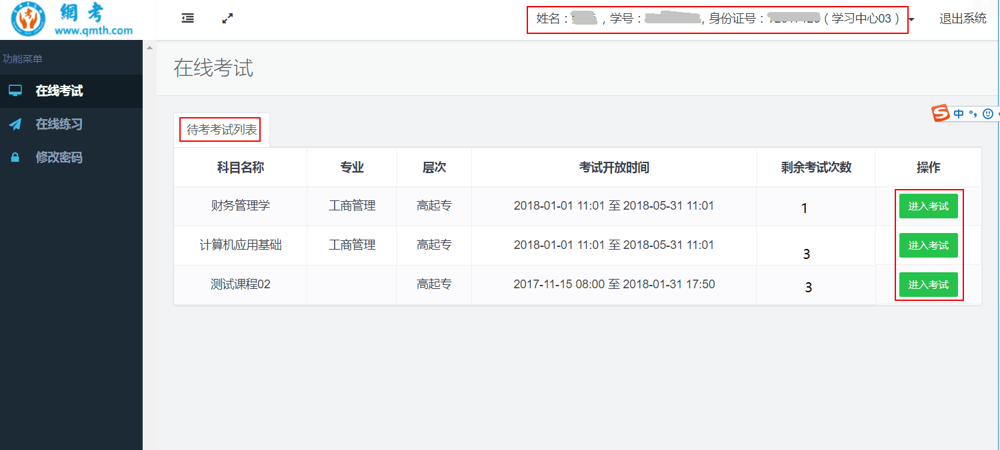 網考
www.qmth.com
姓名： ，学号： ，身份证号： （学习中心03）
退出系统
功能菜单
在线考试
在线练习
修改密码
在线考试
中
待考考试列表
科目名称 专业 层次 考试开放时间 剩余考试次数 操作
财务管理学 工商管理 高起专 2018-01-01 11:01 至 2018-05-31 11:01 1 进入考试
计算机应用基础 工商管理 高起专 2018-01-01 11:01 至 2018-05-31 11:01 3 进入考试
测试课程02 高起专 2017-11-15 08:00 至 2018-01-31 17:50 3 进入考试